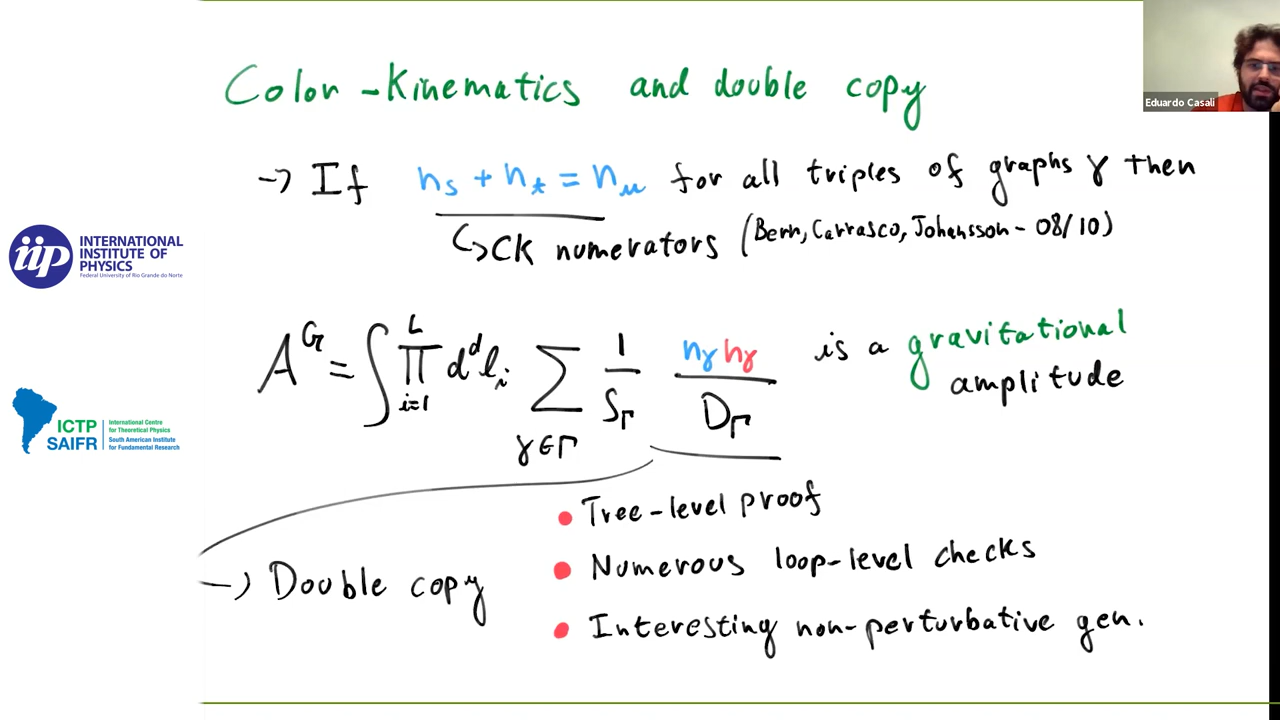 Color-Kinematics and double copy
Eduardo Casali
→ If n_s + n_t = n_u for all triples of graphs γ then
↳ CK numerators (Bern, Carrasco, Johansson - 08/10)
iip INTERNATIONAL
INSTITUTE OF
PHYSICS
Federal University of Rio Grande do Norte
A^G = ∫ ∏_{i=1}^{L} d^d l_i ∑_{γ∈Γ} 1/S_Γ n_γ n_γ/D_Γ is a gravitational
amplitude
ICTP
SAIFR
International Centre
for Theoretical Physics
South American Institute
for Fundamental Research
• Tree-level proof
• Numerous loop-level checks
→ Double copy
• Interesting non-perturbative gen.